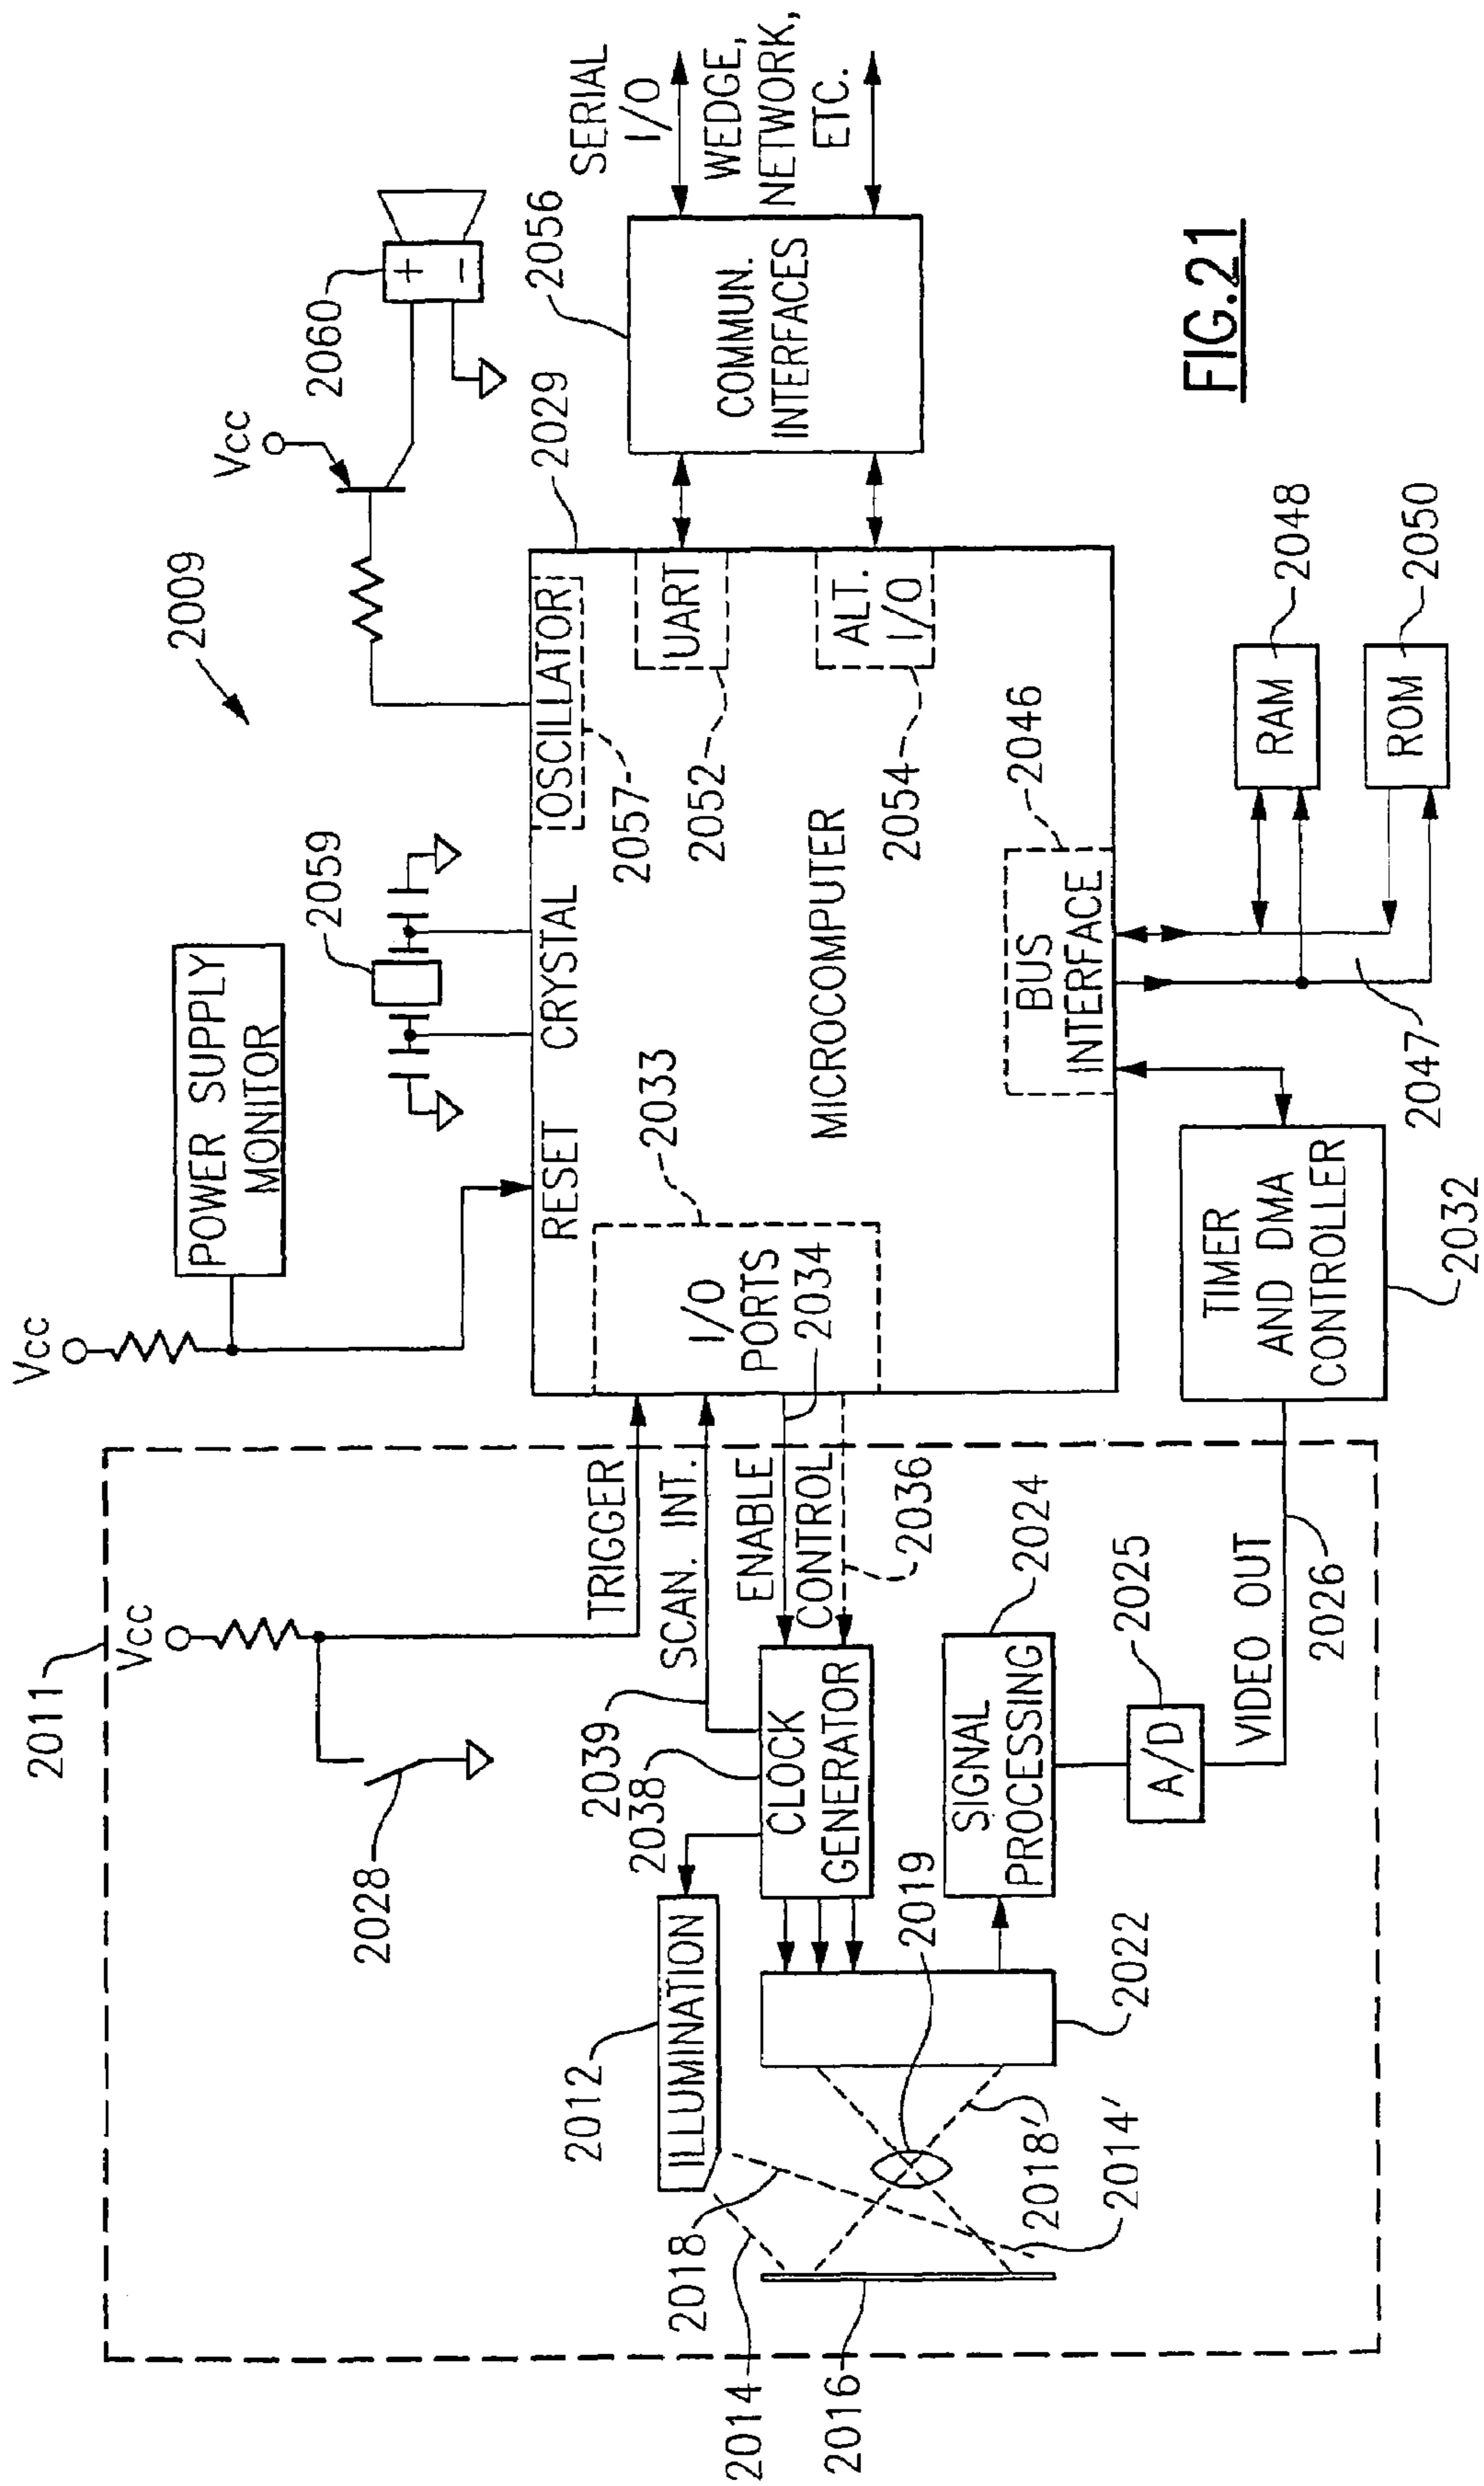 2009
2011
Vcc
POWER SUPPLY
MONITOR
2059
Vcc
2060
+
−
Vcc
2028
TRIGGER
SCAN. INT.
ENABLE
CONTROL
2036
2039
2038
RESET
CRYSTAL
OSCILLATOR
2057
2029
2033
I/O
PORTS
2034
MICROCOMPUTER
UART
2052
ALT.
I/O
2054
2056
COMMUN.
INTERFACES
SERIAL
I/O
WEDGE,
NETWORK,
ETC.
BUS
INTERFACE
2046
2047
RAM
2048
ROM
2050
TIMER
AND DMA
CONTROLLER
2032
2012
ILLUMINATION
CLOCK
GENERATOR
2019
SIGNAL
PROCESSING
2024
A/D
2025
VIDEO OUT
2026
2022
2018
2014
2016
2018'
2014'
FIG.21